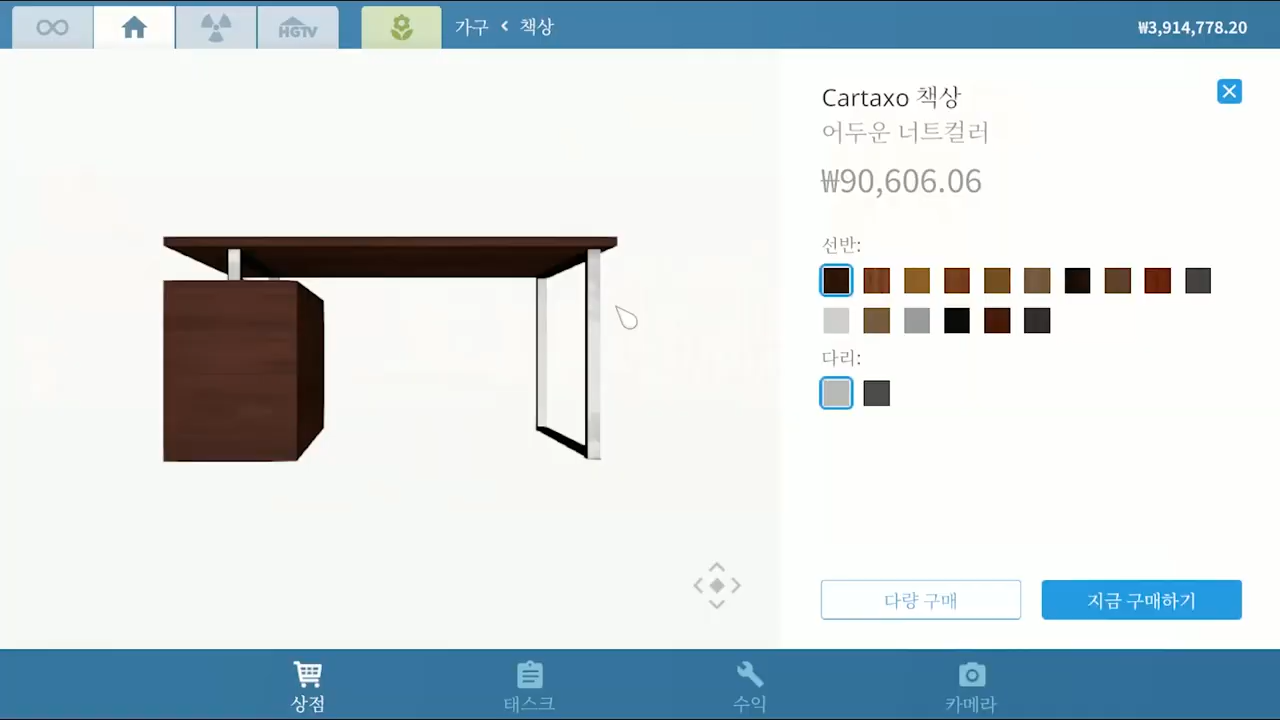 HGTV
가구 < 책상
₩3,914,778.20
Cartaxo 책상
어두운 너트컬러
₩90,606.06
선반:
다리:
다량 구매
지금 구매하기
상점
태스크
수익
카메라